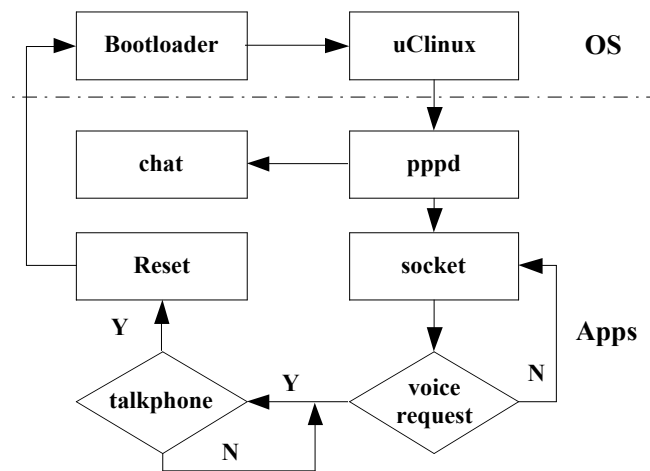 Bootloader
uClinux
OS
chat
pppd
Reset
socket
Y
Apps
talkphone
Y
voice
request
N
N